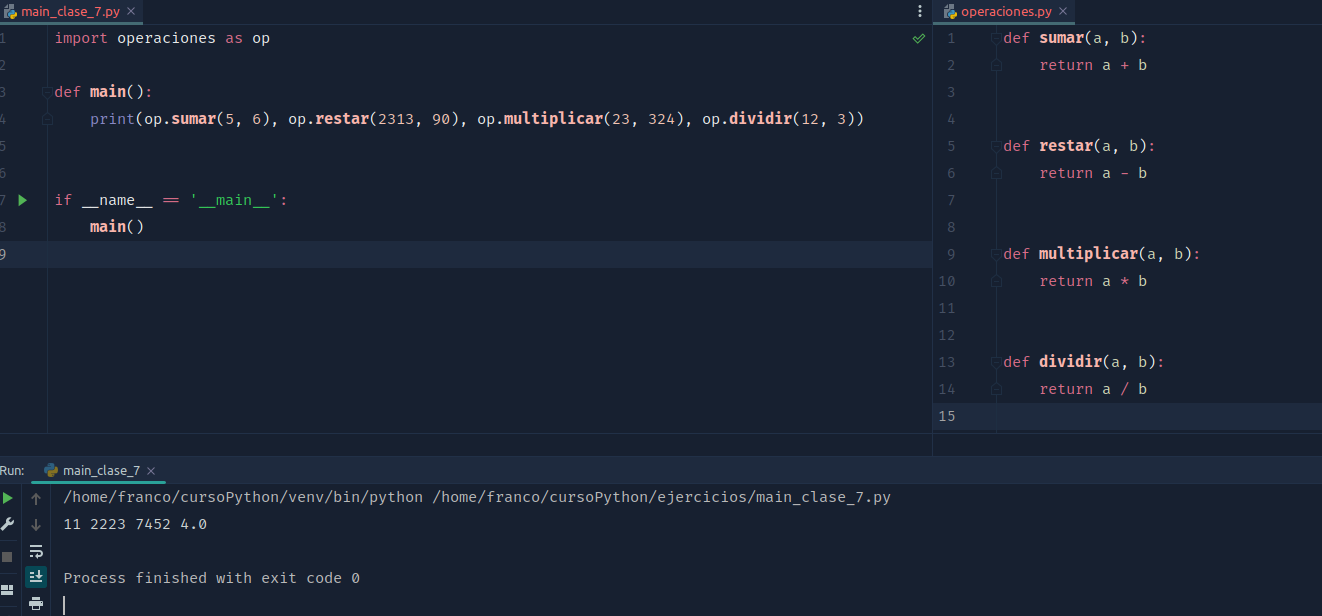 main_clase_7.py
1 import operaciones as op
2
3 def main():
4     print(op.sumar(5, 6), op.restar(2313, 90), op.multiplicar(23, 324), op.dividir(12, 3))
5
6
7 if __name__ == '__main__':
8     main()
9
operaciones.py
1 def sumar(a, b):
2     return a + b
3
4
5 def restar(a, b):
6     return a - b
7
8
9 def multiplicar(a, b):
10     return a * b
11
12
13 def dividir(a, b):
14     return a / b
15
Run: main_clase_7
/home/franco/cursoPython/venv/bin/python /home/franco/cursoPython/ejercicios/main_clase_7.py
11 2223 7452 4.0
Process finished with exit code 0